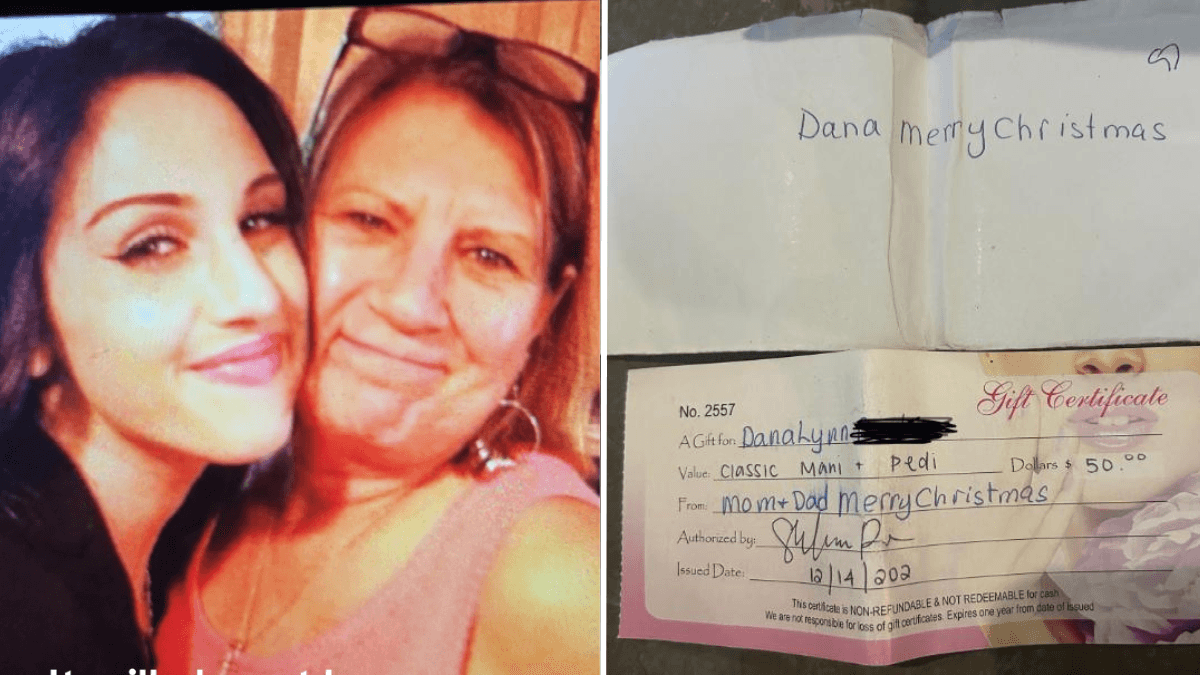 Dana merry Christmas
Gift Certificate
No. 2557
A Gift for: DanaLynn
Value: Classic Mani + Pedi Dollars $ 50.00
From: Mom + Dad merry Christmas
Authorized by:
Issued Date: 12/14/202
This certificate is NON-REFUNDABLE & NOT REDEEMABLE for cash
We are not responsible for loss of gift certificates. Expires one year from date of issued